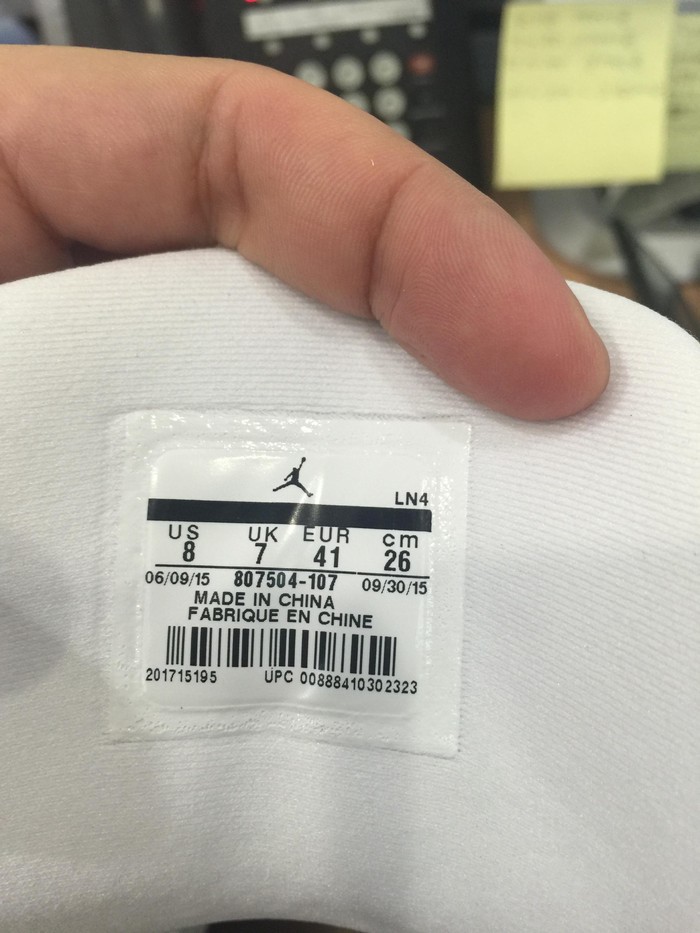 LN4
US UK EUR cm
8 7 41 26
06/09/15 807504-107 09/30/15
MADE IN CHINA
FABRIQUE EN CHINE
201715195 UPC 00888410302323